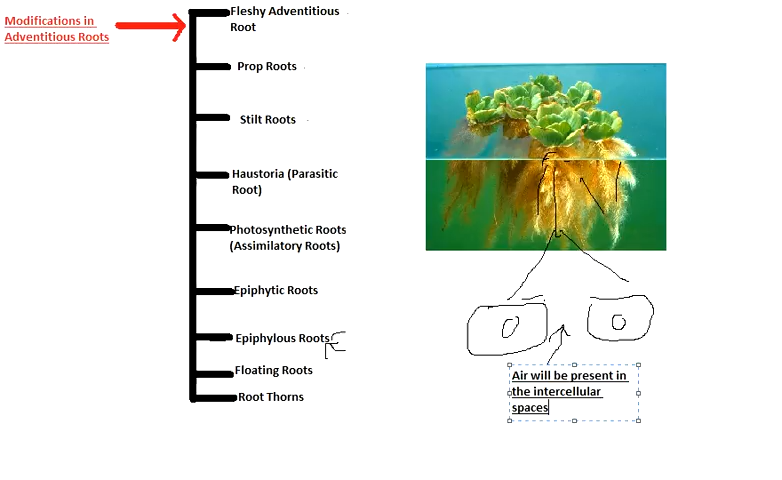 Modifications in
Adventitious Roots
Fleshy Adventitious
Root
Prop Roots
Stilt Roots
Haustoria (Parasitic
Root)
Photosynthetic Roots
(Assimilatory Roots)
Epiphytic Roots
Epiphylous Roots
Floating Roots
Root Thorns
Air will be present in
the intercellular
spaces